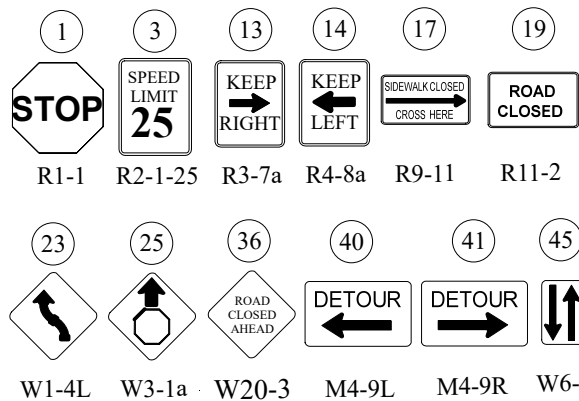 1 3 13 14 17 19
STOP
SPEED
LIMIT
25
KEEP
RIGHT
KEEP
LEFT
SIDEWALK CLOSED
CROSS HERE
ROAD
CLOSED
R1-1 R2-1-25 R3-7a R4-8a R9-11 R11-2
23 25 36 40 41 45
ROAD
CLOSED
AHEAD
DETOUR
DETOUR
W1-4L W3-1a W20-3 M4-9L M4-9R W6-